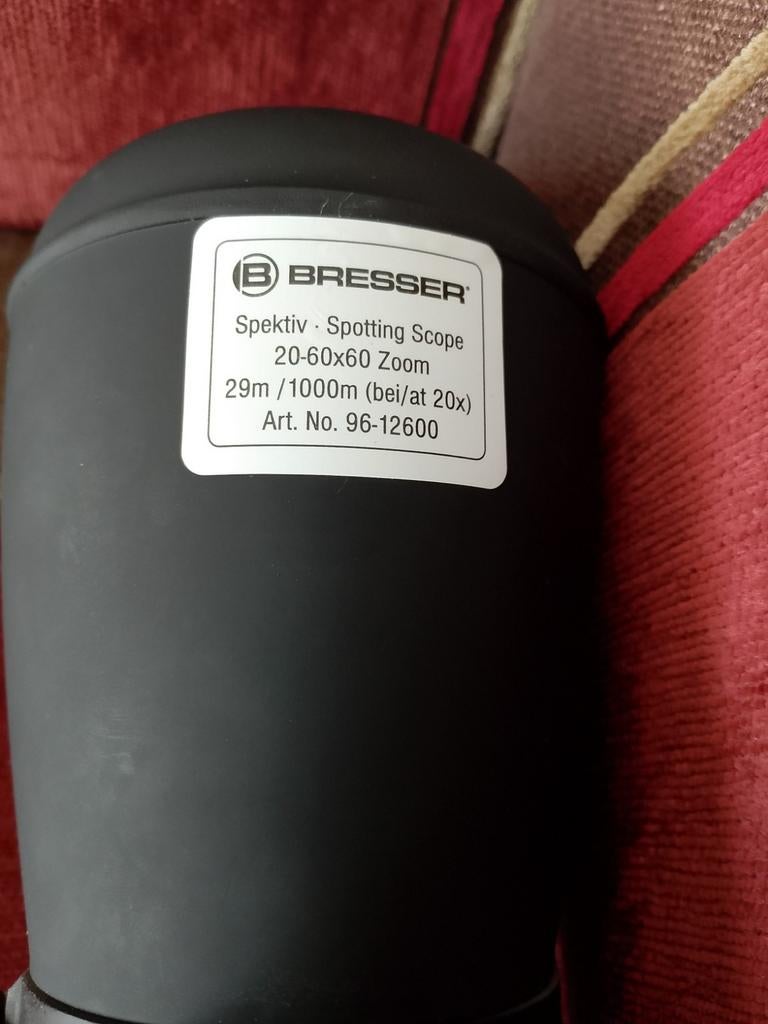 B BRESSER®
Spektiv · Spotting Scope
20-60x60 Zoom
29m /1000m (bei/at 20x)
Art. No. 96-12600